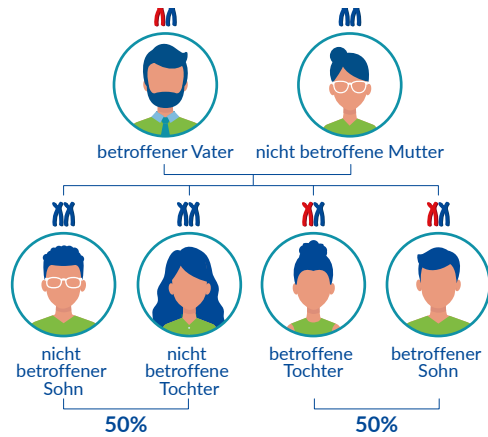 betroffener Vater
nicht betroffene Mutter
nicht
betroffener
Sohn
nicht
betroffene
Tochter
betroffene
Tochter
betroffener
Sohn
50%
50%